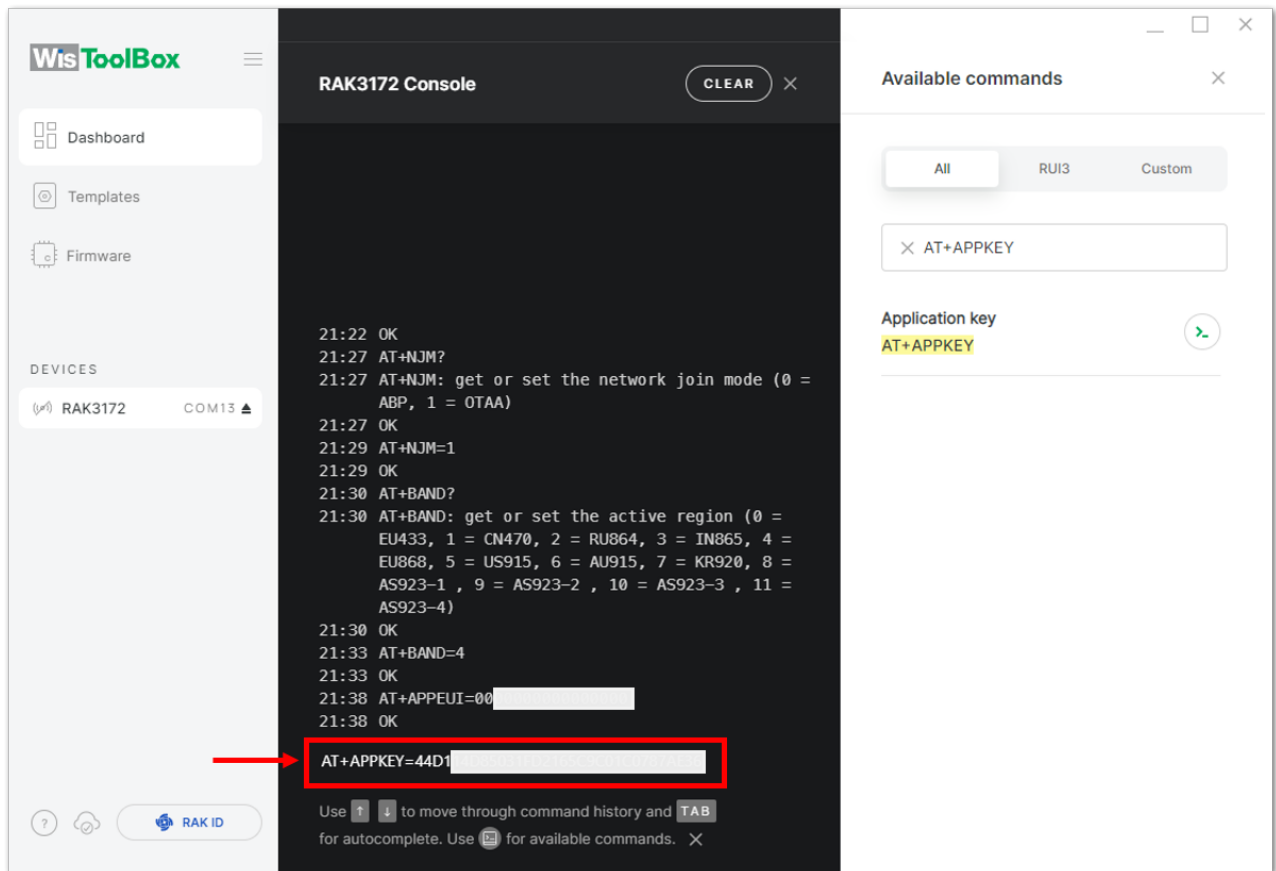 WisToolBox
Dashboard
Templates
Firmware
DEVICES
RAK3172 COM13
RAK ID
RAK3172 Console
CLEAR
21:22 OK
21:27 AT+NJM?
21:27 AT+NJM: get or set the network join mode (0 =
ABP, 1 = OTAA)
21:27 OK
21:29 AT+NJM=1
21:29 OK
21:30 AT+BAND?
21:30 AT+BAND: get or set the active region (0 =
EU433, 1 = CN470, 2 = RU864, 3 = IN865, 4 =
EU868, 5 = US915, 6 = AU915, 7 = KR920, 8 =
AS923-1 , 9 = AS923-2 , 10 = AS923-3 , 11 =
AS923-4)
21:30 OK
21:33 AT+BAND=4
21:33 OK
21:38 AT+APPEUI=00
21:38 OK
AT+APPKEY=44D1
Use ↑ ↓ to move through command history and TAB
for autocomplete. Use for available commands.
Available commands
All RUI3 Custom
AT+APPKEY
Application key
AT+APPKEY